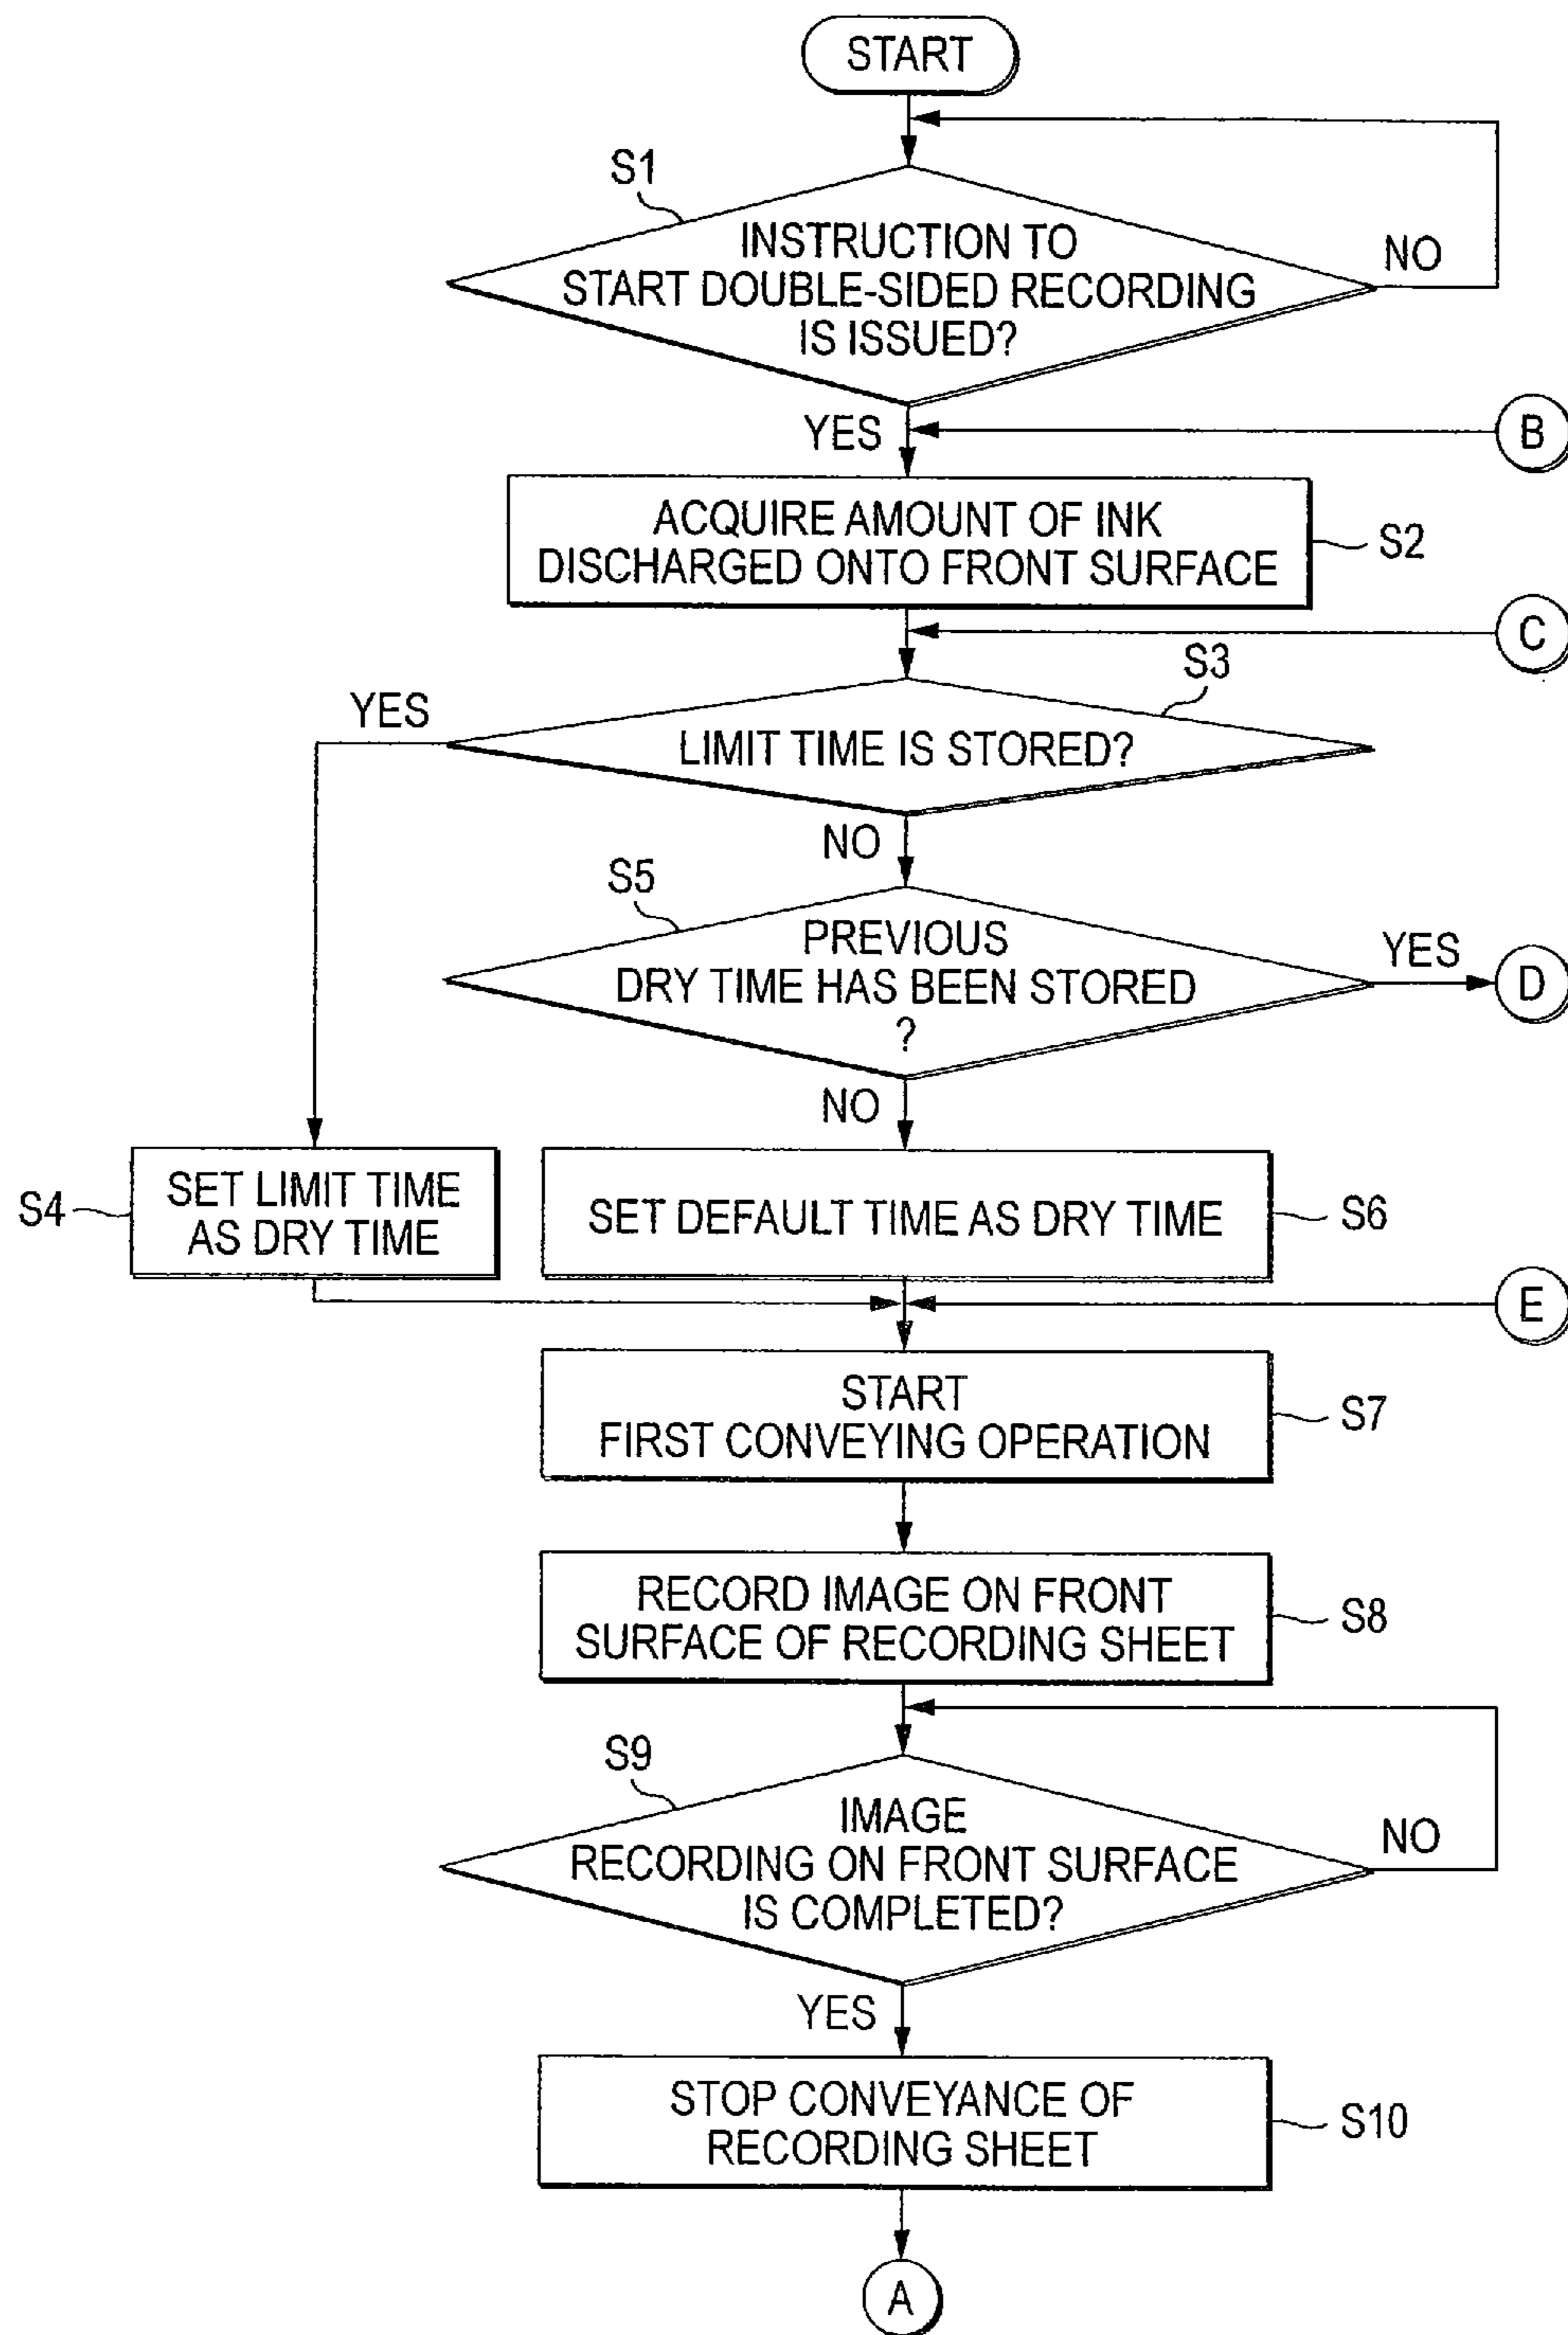 START
S1
INSTRUCTION TO
START DOUBLE-SIDED RECORDING
IS ISSUED?
NO
YES
B
ACQUIRE AMOUNT OF INK
DISCHARGED ONTO FRONT SURFACE
S2
C
S3
YES
LIMIT TIME IS STORED?
NO
S5
PREVIOUS
DRY TIME HAS BEEN STORED
?
YES
D
NO
S4
SET LIMIT TIME
AS DRY TIME
SET DEFAULT TIME AS DRY TIME
S6
E
START
FIRST CONVEYING OPERATION
S7
RECORD IMAGE ON FRONT
SURFACE OF RECORDING SHEET
S8
S9
IMAGE
RECORDING ON FRONT SURFACE
IS COMPLETED?
NO
YES
STOP CONVEYANCE OF
RECORDING SHEET
S10
A